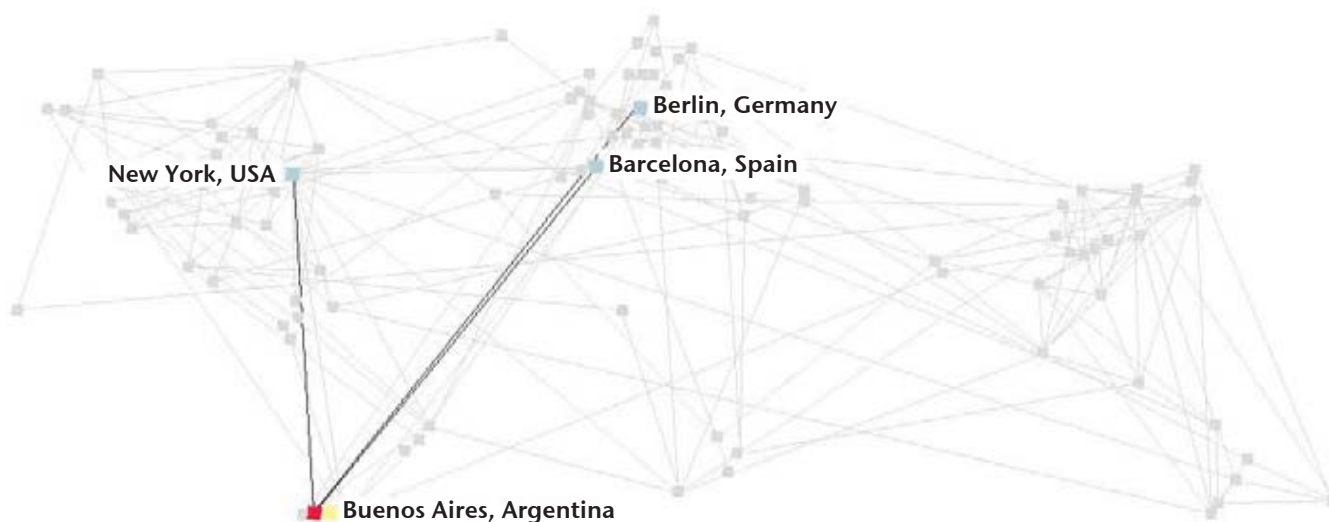 Berlin, Germany
Barcelona, Spain
New York, USA
Buenos Aires, Argentina